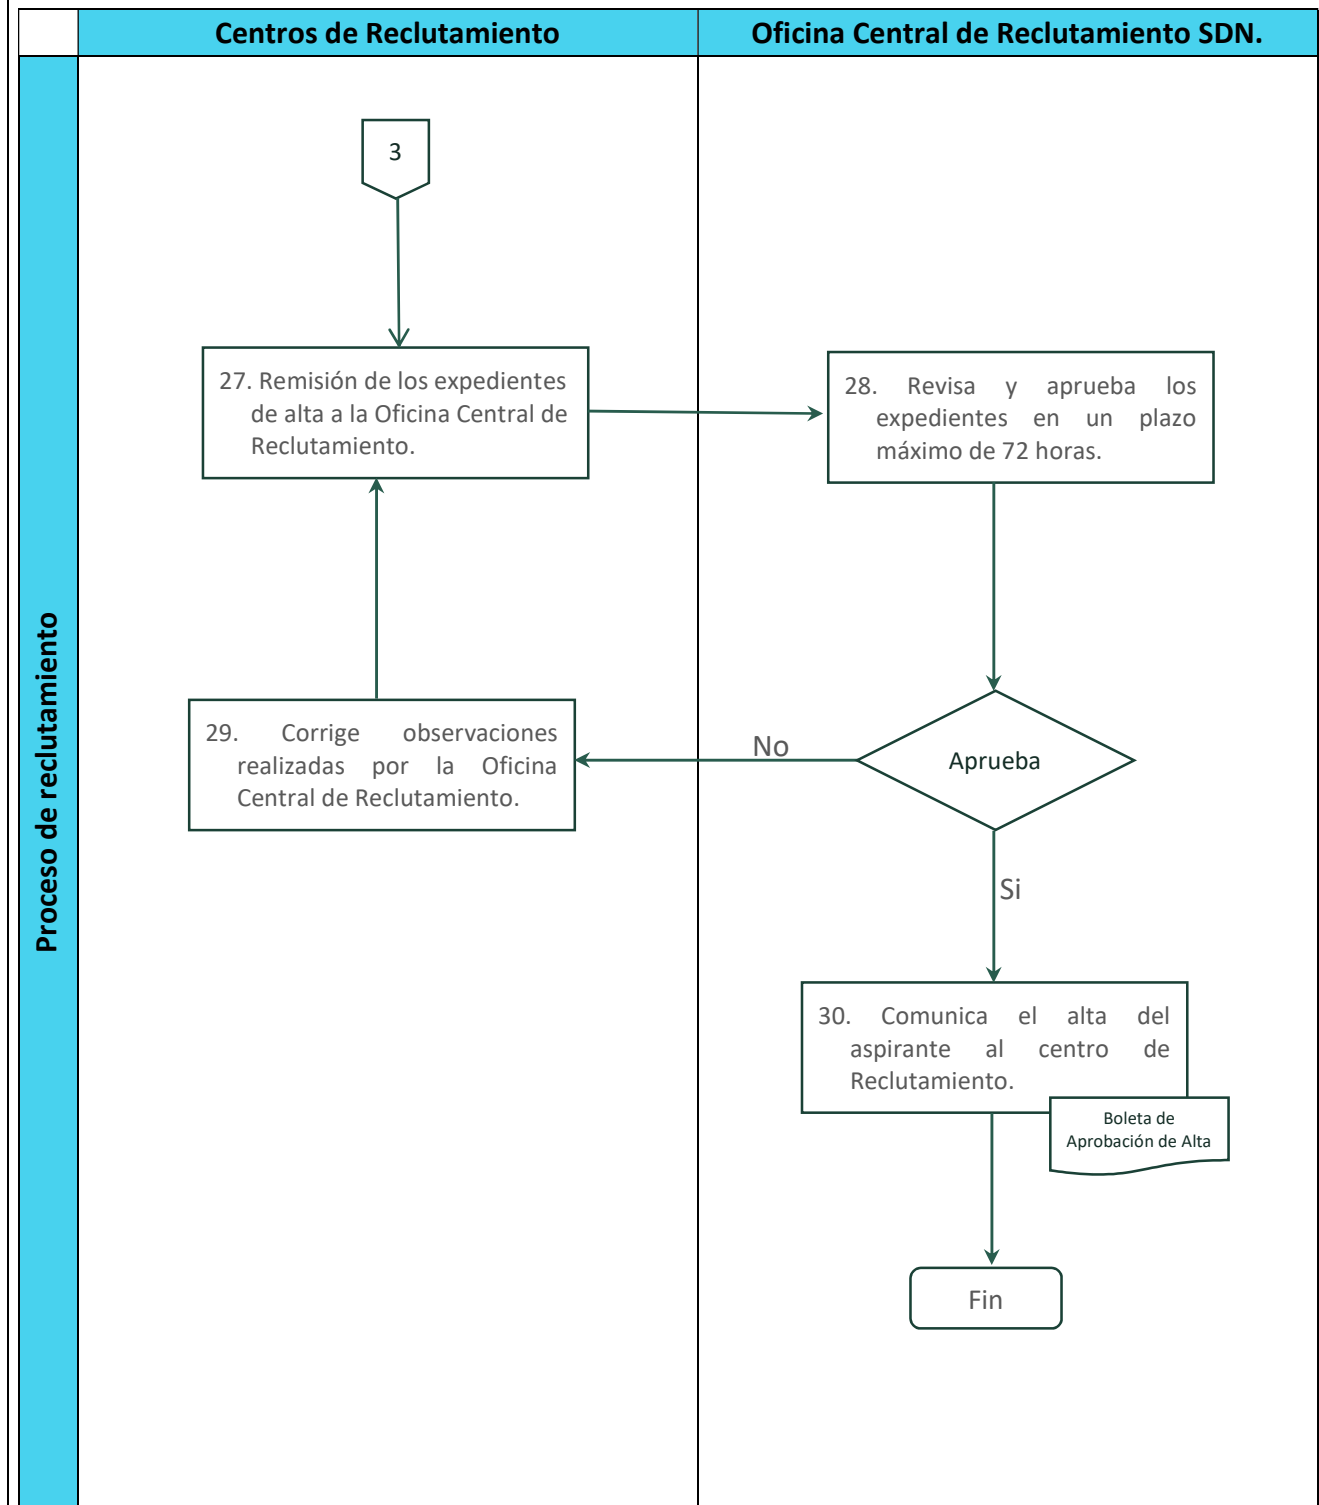 Centros de Reclutamiento
Oficina Central de Reclutamiento SDN.
Proceso de reclutamiento
3
27. Remisión de los expedientes
de alta a la Oficina Central de
Reclutamiento.
28. Revisa y aprueba los
expedientes en un plazo
máximo de 72 horas.
29. Corrige observaciones
realizadas por la Oficina
Central de Reclutamiento.
No
Aprueba
Si
30. Comunica el alta del
aspirante al centro de
Reclutamiento.
Boleta de
Aprobación de Alta
Fin